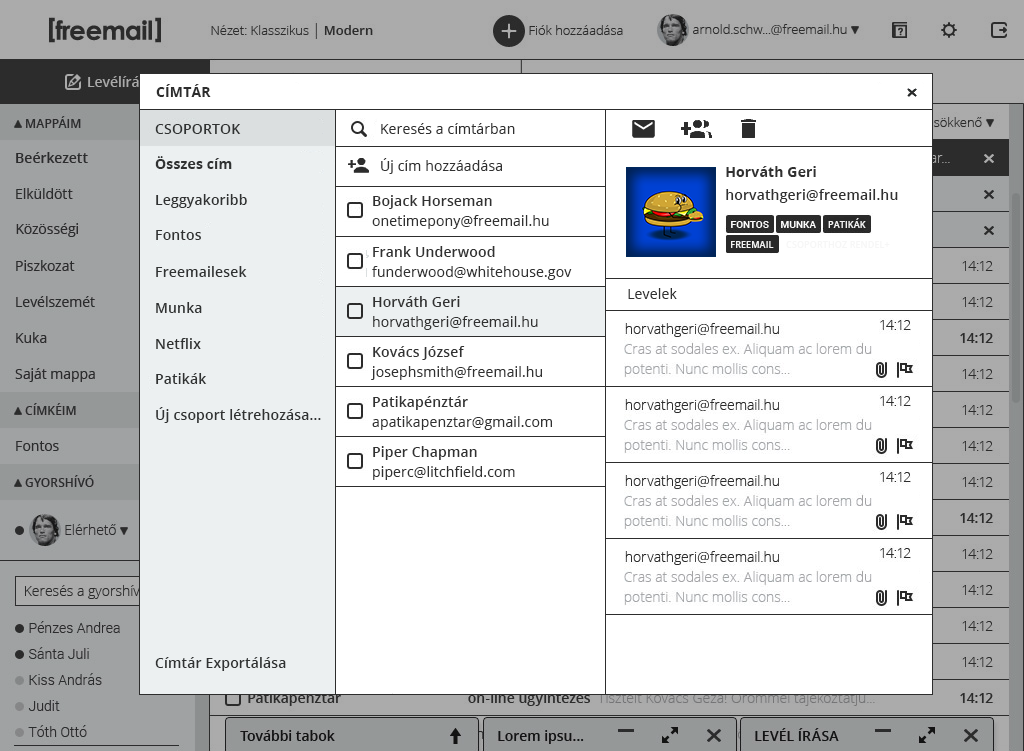 [freemail]
Nézet: Klasszikus | Modern
Fiók hozzáadása
arnold.schw...@freemail.hu ▼
Levélírá
▲ MAPPÁIM
Beérkezett
Elküldött
Közösségi
Piszkozat
Levélszemét
Kuka
Saját mappa
▲ CÍMKÉIM
Fontos
▲ GYORSHÍVÓ
Elérhető ▼
Keresés a gyorshív
Pénzes Andrea
Sánta Juli
Kiss András
Judit
Tóth Ottó
CÍMTÁR
CSOPORTOK
Összes cím
Leggyakoribb
Fontos
Freemailesek
Munka
Netflix
Patikák
Új csoport létrehozása...
Címtár Exportálása
Keresés a címtárban
Új cím hozzáadása
Bojack Horseman
onetimepony@freemail.hu
Frank Underwood
funderwood@whitehouse.gov
Horváth Geri
horvathgeri@freemail.hu
Kovács József
josephsmith@freemail.hu
Patikapénztár
apatikapenztar@gmail.com
Piper Chapman
piperc@litchfield.com
Horváth Geri
horvathgeri@freemail.hu
FONTOS MUNKA PATIKÁK
FREEMAIL CSOPORTHOZ RENDEL+
Levelek
horvathgeri@freemail.hu 14:12
Cras at sodales ex. Aliquam ac lorem du
potenti. Nunc mollis cons...
horvathgeri@freemail.hu 14:12
Cras at sodales ex. Aliquam ac lorem du
potenti. Nunc mollis cons...
horvathgeri@freemail.hu 14:12
Cras at sodales ex. Aliquam ac lorem du
potenti. Nunc mollis cons...
horvathgeri@freemail.hu 14:12
Cras at sodales ex. Aliquam ac lorem du
potenti. Nunc mollis cons...
sökkenő ▼
ar...
14:12
14:12
14:12
14:12
14:12
14:12
14:12
14:12
14:12
14:12
14:12
14:12
Patikapénztár on-line ügyintézés Tisztelt Kovács Géza! Örömmel tájékoztatju... 14:12
További tabok
Lorem ipsu...
LEVÉL ÍRÁSA